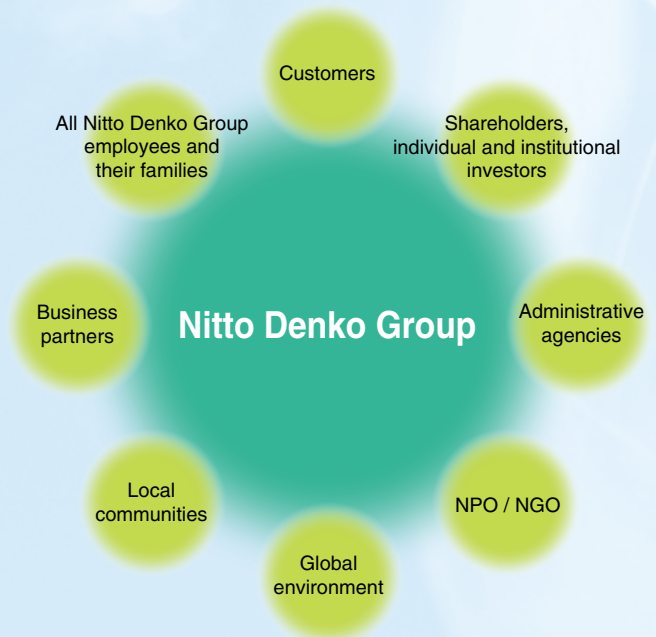 Customers
All Nitto Denko Group
employees and
their families
Shareholders,
individual and institutional
investors
Business
partners
Nitto Denko Group
Administrative
agencies
Local
communities
NPO / NGO
Global
environment